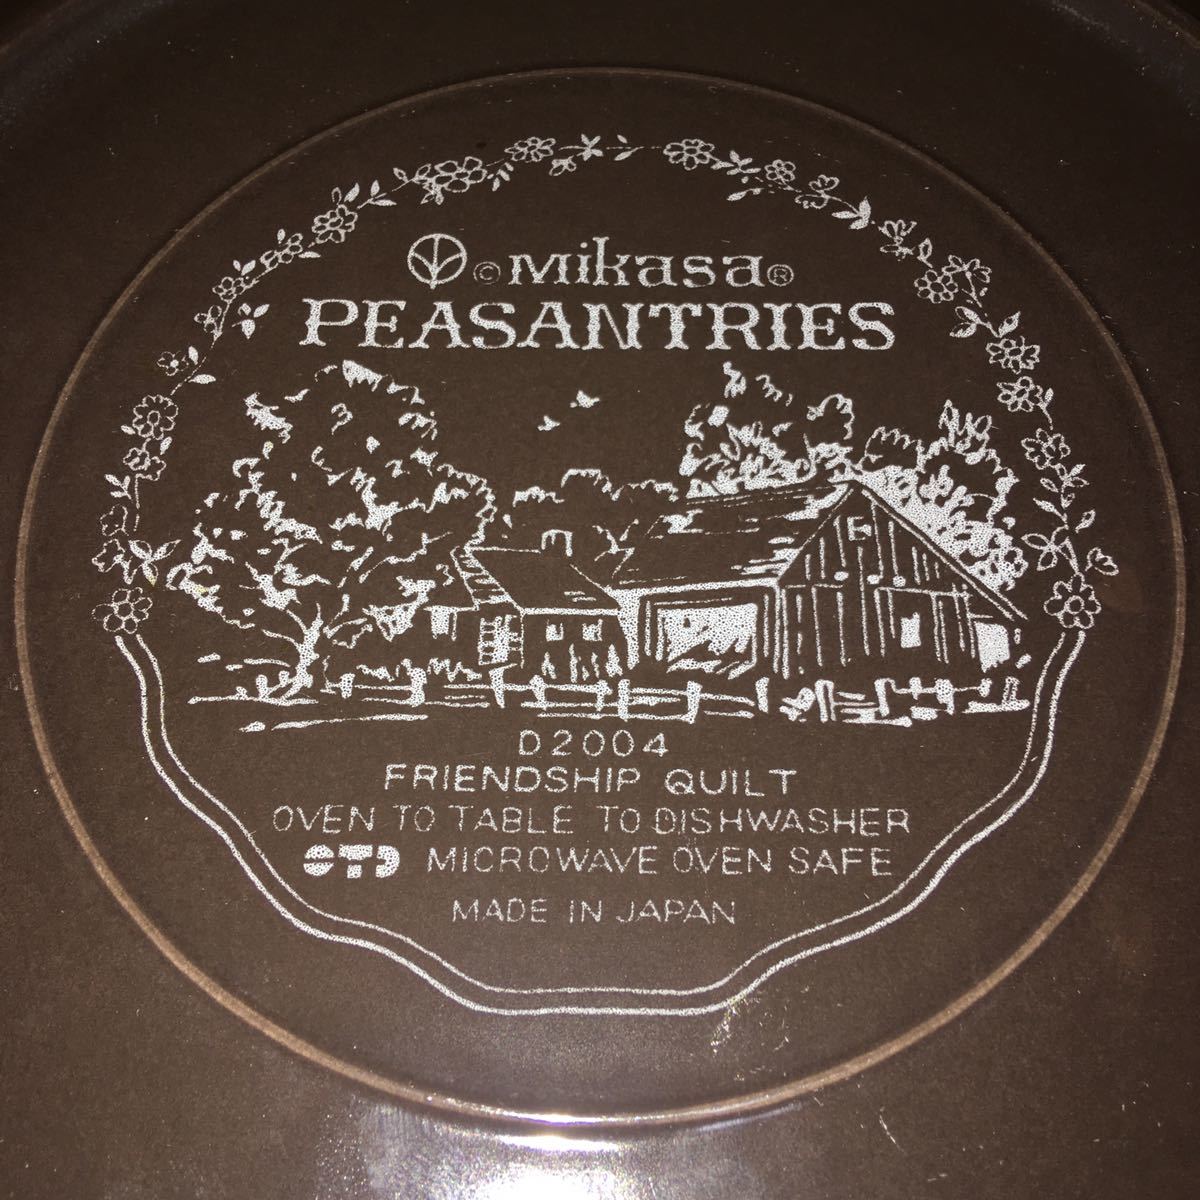 © mikasa ®
PEASANTRIES
D2004
FRIENDSHIP QUILT
OVEN TO TABLE TO DISHWASHER
OTD MICROWAVE OVEN SAFE
MADE IN JAPAN